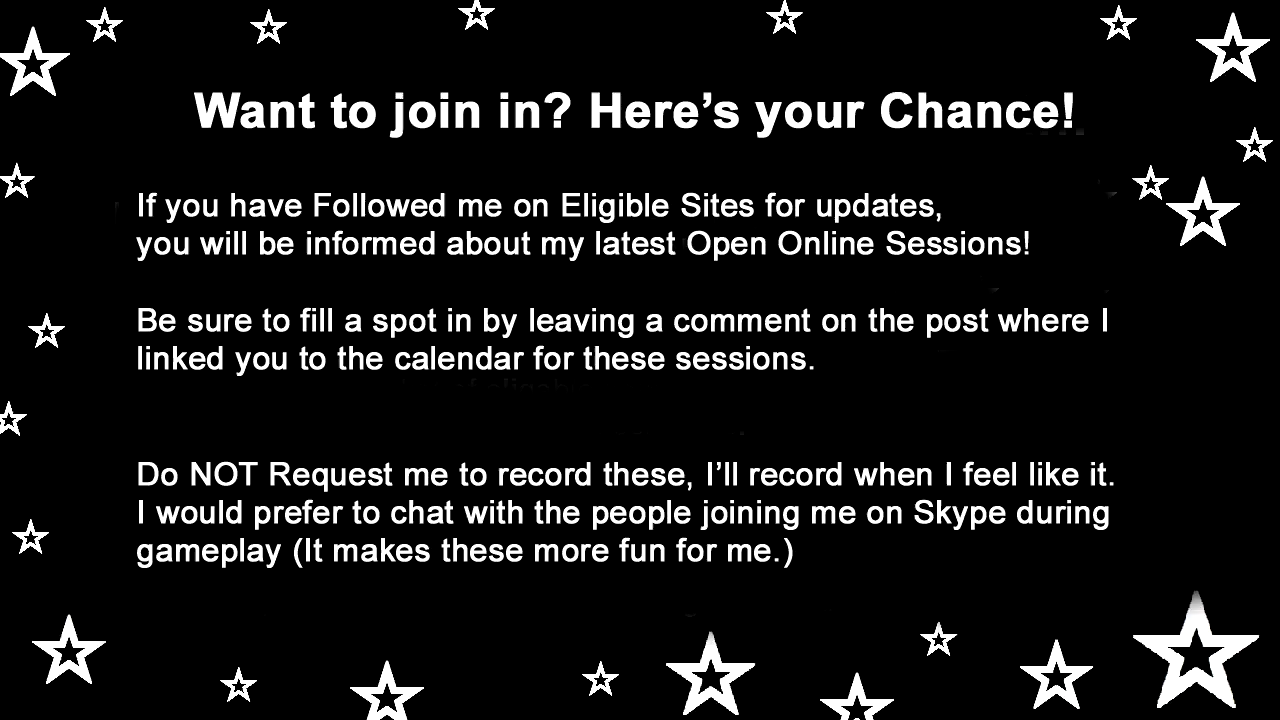 Want to join in? Here’s your Chance!
If you have Followed me on Eligible Sites for updates,
you will be informed about my latest Open Online Sessions!
Be sure to fill a spot in by leaving a comment on the post where I
linked you to the calendar for these sessions.
Do NOT Request me to record these, I’ll record when I feel like it.
I would prefer to chat with the people joining me on Skype during
gameplay (It makes these more fun for me.)